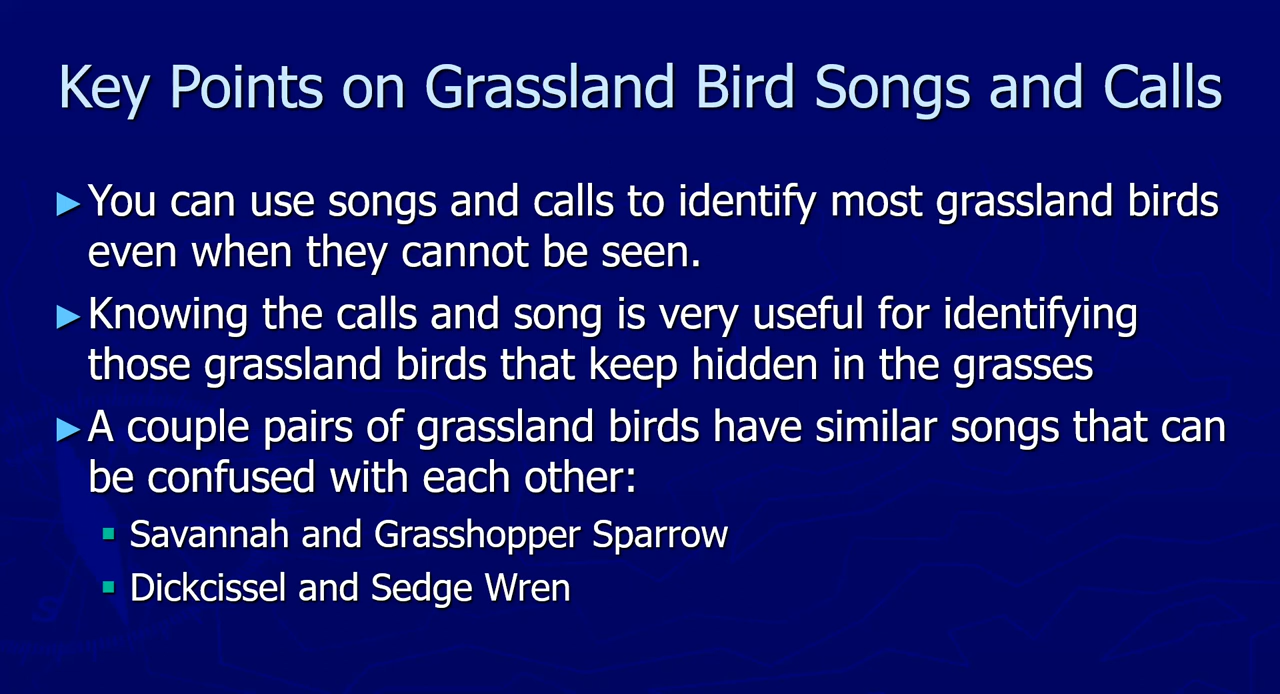 Key Points on Grassland Bird Songs and Calls
►You can use songs and calls to identify most grassland birds
even when they cannot be seen.
►Knowing the calls and song is very useful for identifying
those grassland birds that keep hidden in the grasses
►A couple pairs of grassland birds have similar songs that can
be confused with each other:
▪ Savannah and Grasshopper Sparrow
▪ Dickcissel and Sedge Wren